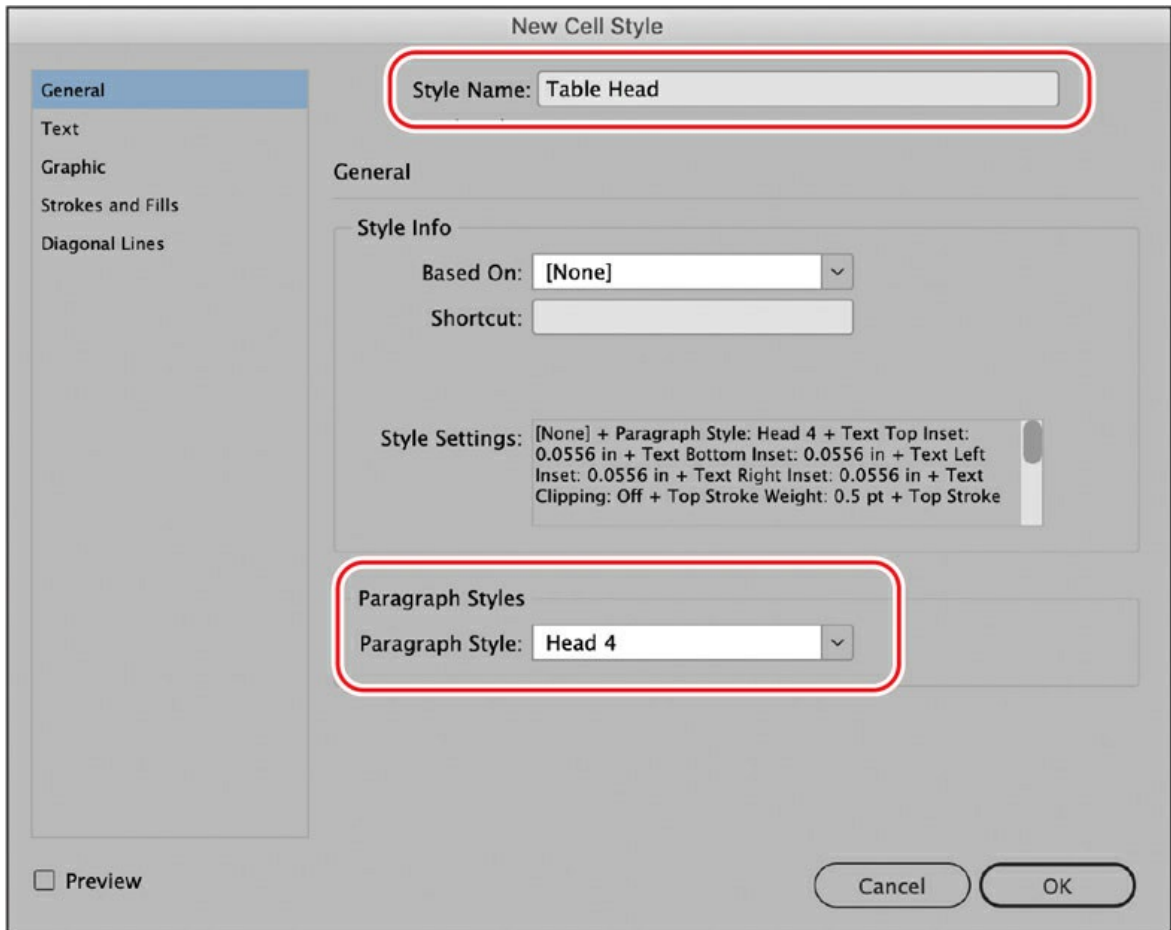 New Cell Style
General
Text
Graphic
Strokes and Fills
Diagonal Lines
Style Name: Table Head
General
Style Info
Based On: [None]
Shortcut:
Style Settings: [None] + Paragraph Style: Head 4 + Text Top Inset:
0.0556 in + Text Bottom Inset: 0.0556 in + Text Left
Inset: 0.0556 in + Text Right Inset: 0.0556 in + Text
Clipping: Off + Top Stroke Weight: 0.5 pt + Top Stroke
Paragraph Styles
Paragraph Style: Head 4
Preview
Cancel
OK